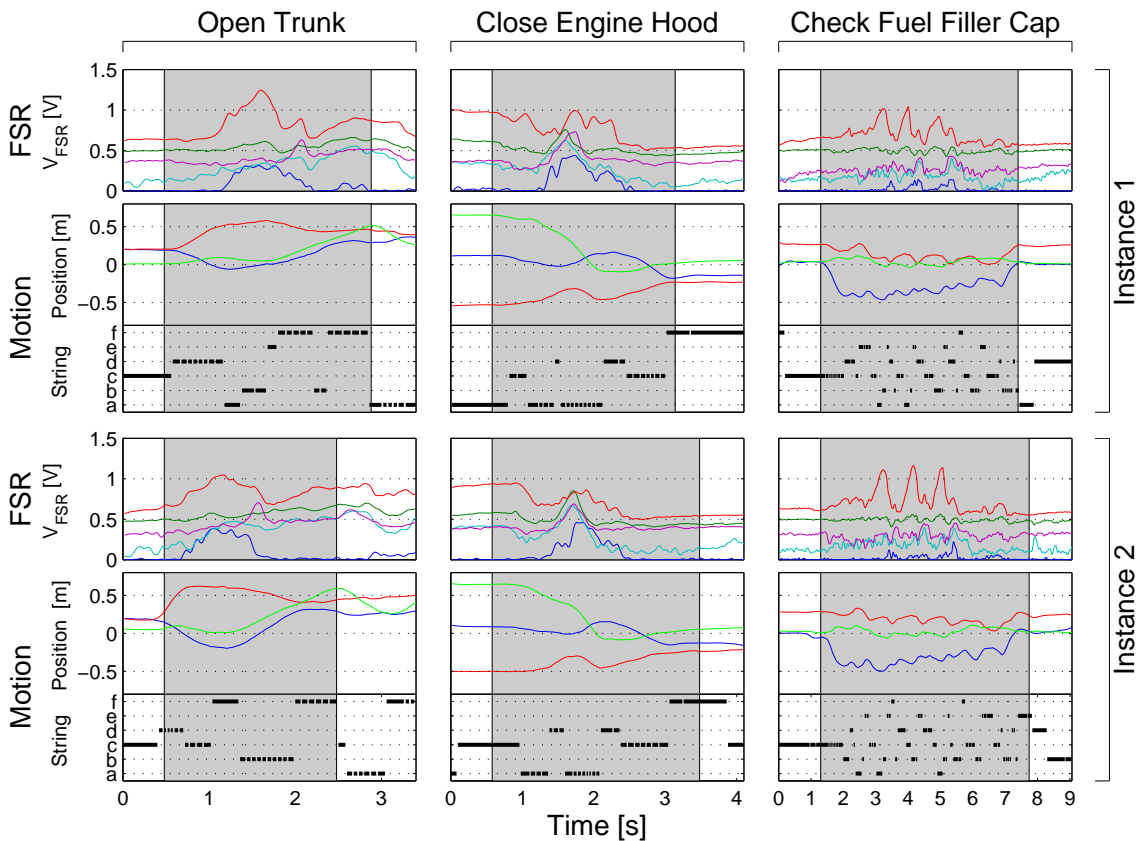 Open Trunk Close Engine Hood Check Fuel Filler Cap
1.5
1
0.5
0
FSR
V_FSR [V]
0.5
0
−0.5
Position [m]
Motion
f
e
d
c
b
a
String
Instance 1
1.5
1
0.5
0
FSR
V_FSR [V]
0.5
0
−0.5
Position [m]
Motion
f
e
d
c
b
a
String
Instance 2
0 1 2 3 0 1 2 3 4 0 1 2 3 4 5 6 7 8 9
Time [s]